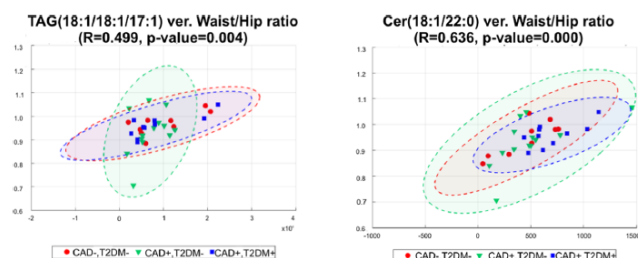 TAG(18:1/18:1/17:1) ver. Waist/Hip ratio
(R=0.499, p-value=0.004)
1.3
1.2
1.1
1.0
0.9
0.8
0.7
0.6
-2
-1
0
1
2
3
4
CAD-,T2DM-
CAD+,T2DM-
CAD+,T2DM+
Cer(18:1/22:0) ver. Waist/Hip ratio
(R=0.636, p-value=0.000)
1.3
1.2
1.1
1.0
0.9
0.8
0.7
0.6
-1000
-500
0
500
1000
1500
CAD-,T2DM-
CAD+,T2DM-
CAD+,T2DM+